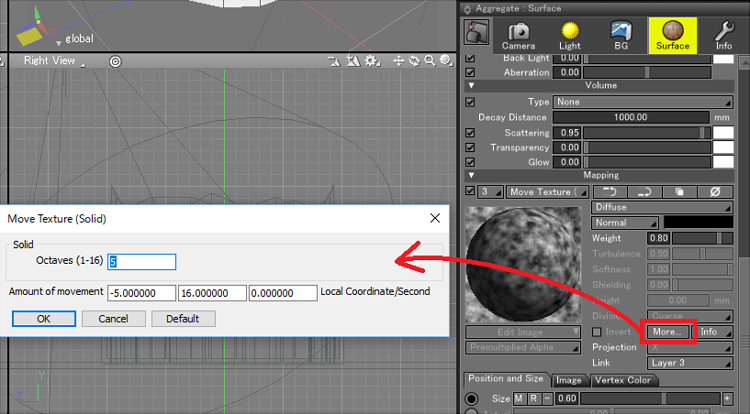 global
Right View
Move Texture (Solid)
Solid
Octaves (1-16) 5
Amount of movement -5.000000 16.000000 0.000000 Local Coordinate/Second
OK Cancel Default
Z Y
Aggregate : Surface
Camera Light BG Surface Info
Back Light 0.00
Aberration 0.00
Volume
Type None
Decay Distance 1000.00 mm
Scattering 0.95
Transparency 0.00
Glow 0.00
Mapping
3 Move Texture (
Diffuse
Normal
Weight 0.80
Turbulence 0.50
Softness 1.00
Shielding 0.00
Height 0.00 mm
Division Coarse
Edit Image Invert More... Info
Premultiplied Alpha Projection X
Link Layer 3
Position and Size Image Vertex Color
Size M R - 0.60 +
Actual mm